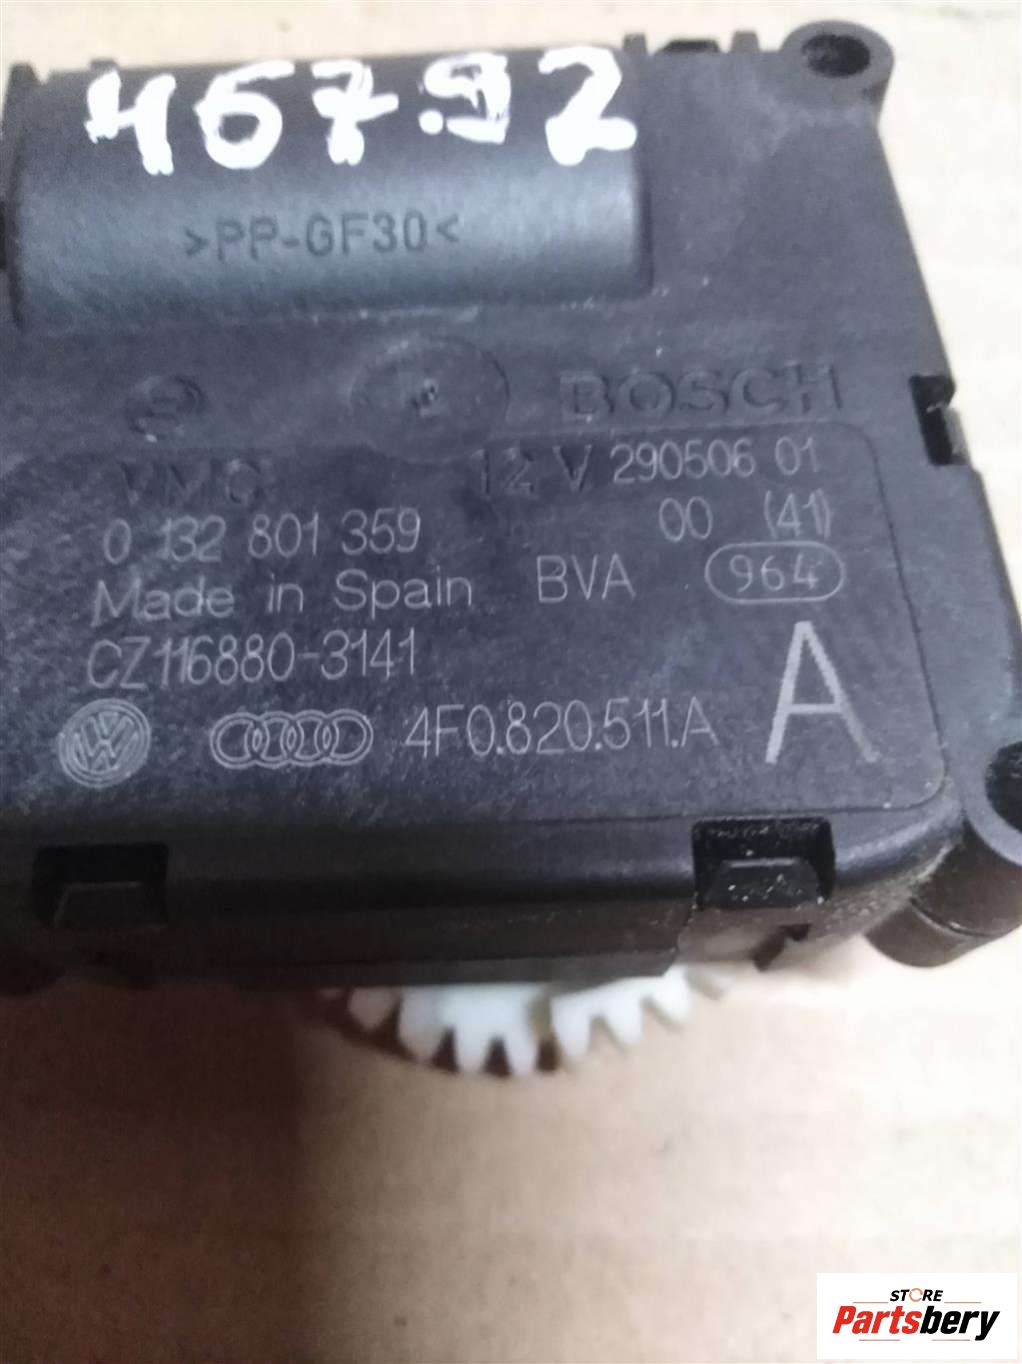 46792
>PP-GF30<
BOSCH
12 V 290506 01
0 132 801 359 00 (41)
Made in Spain BVA 964
CZ116880-3141
4F0.820.511.A A
STORE
Partsbery